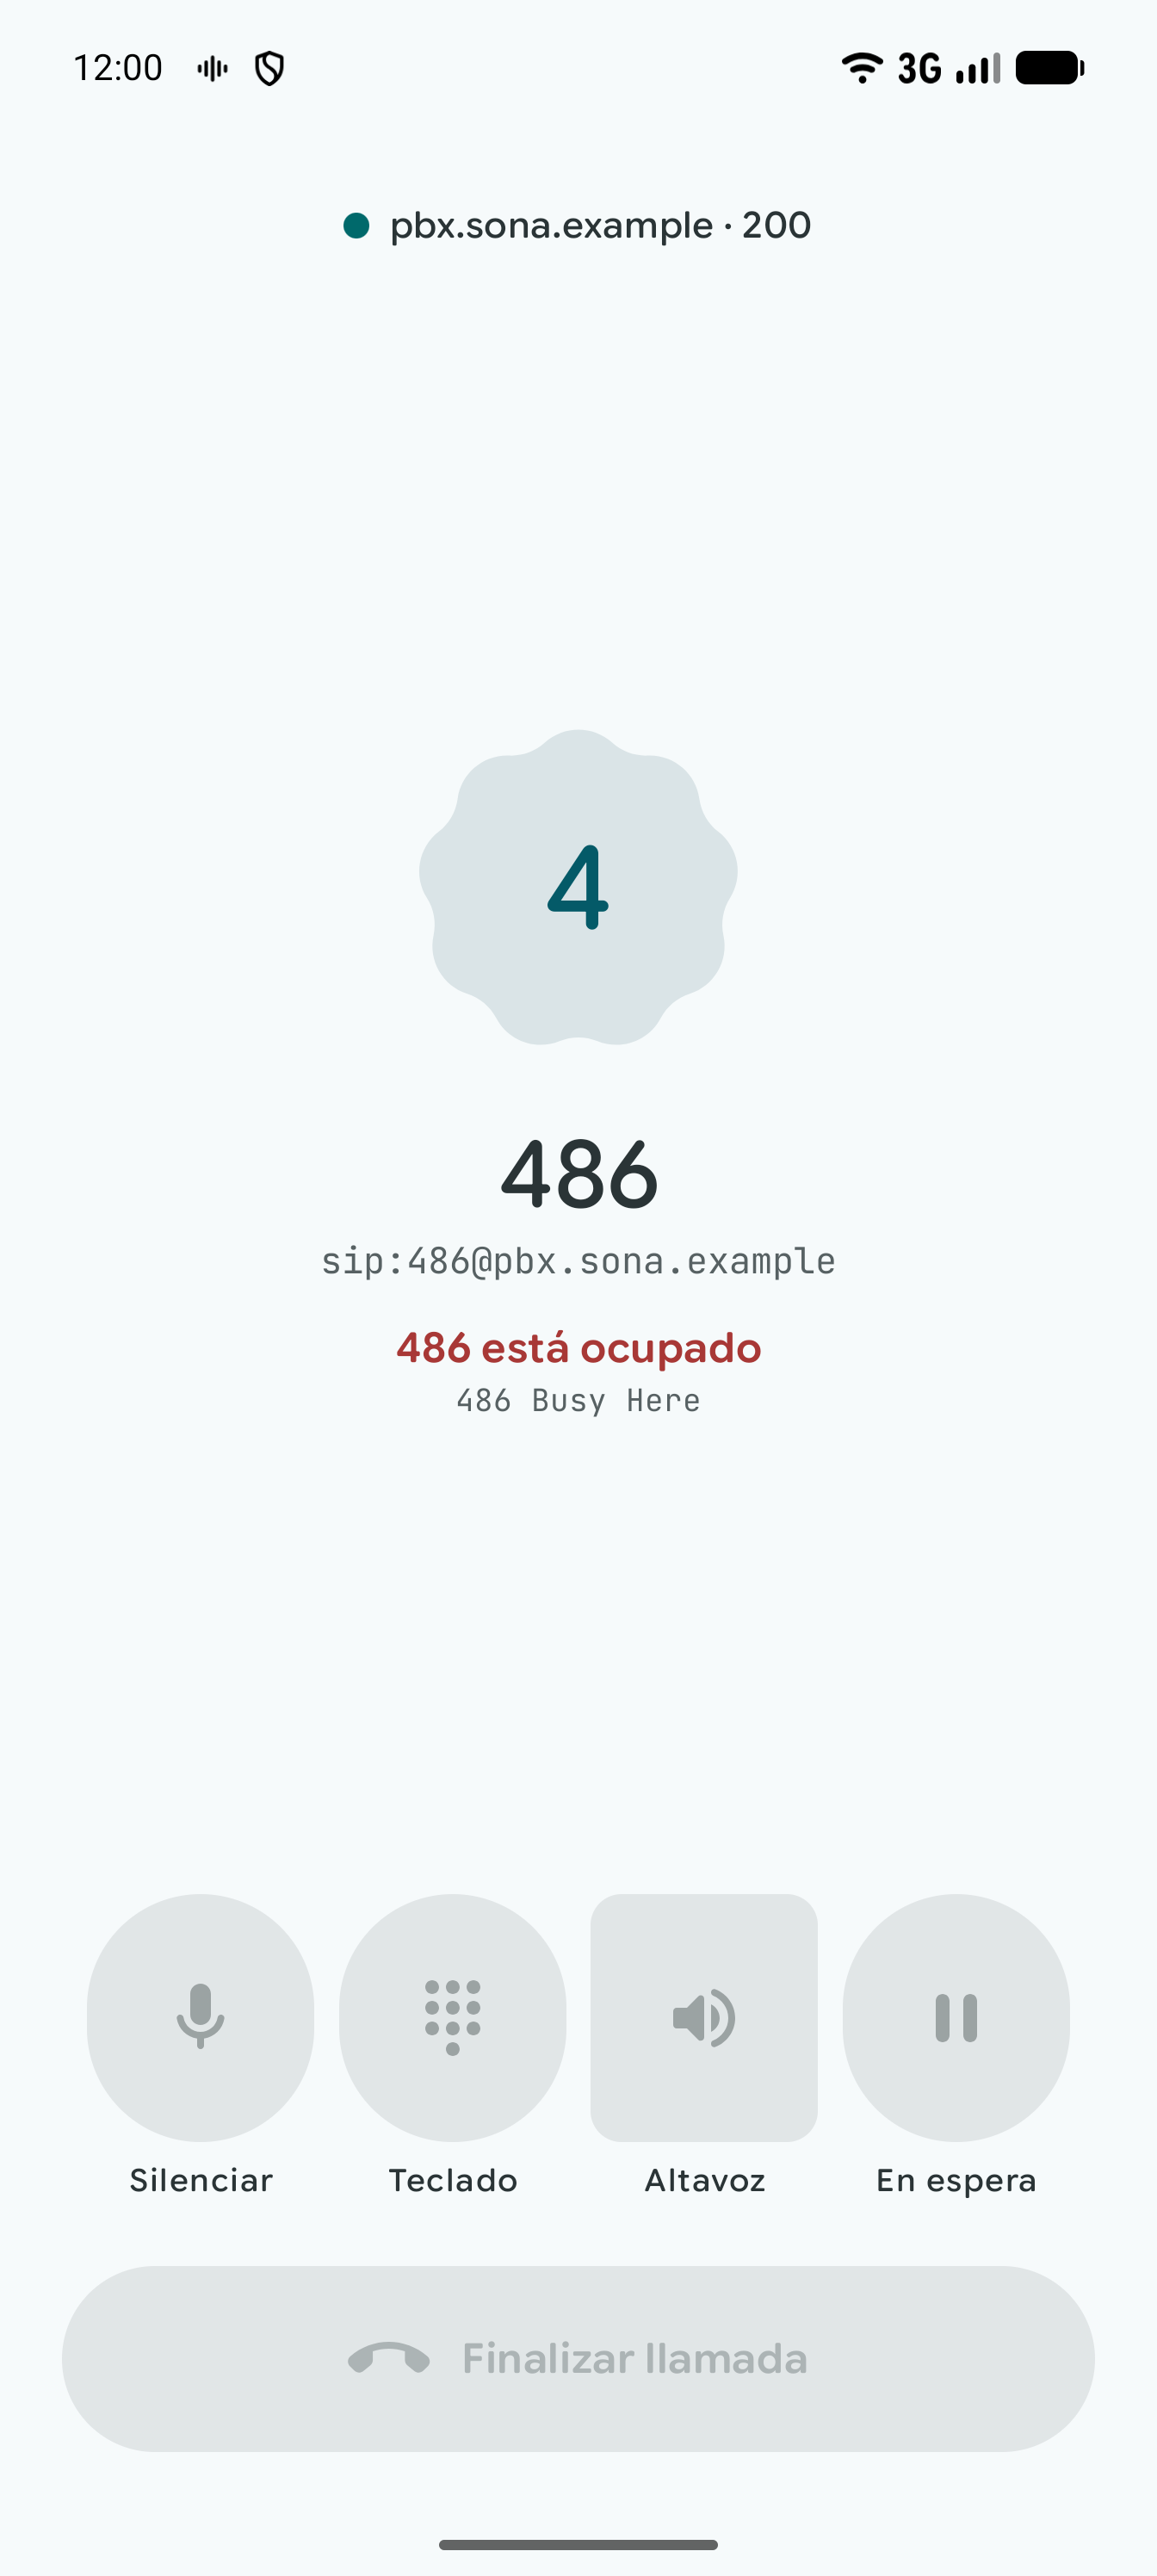 12:00 3G
pbx.sona.example · 200
4
486
sip:486@pbx.sona.example
486 está ocupado
486 Busy Here
Silenciar Teclado Altavoz En espera
Finalizar llamada